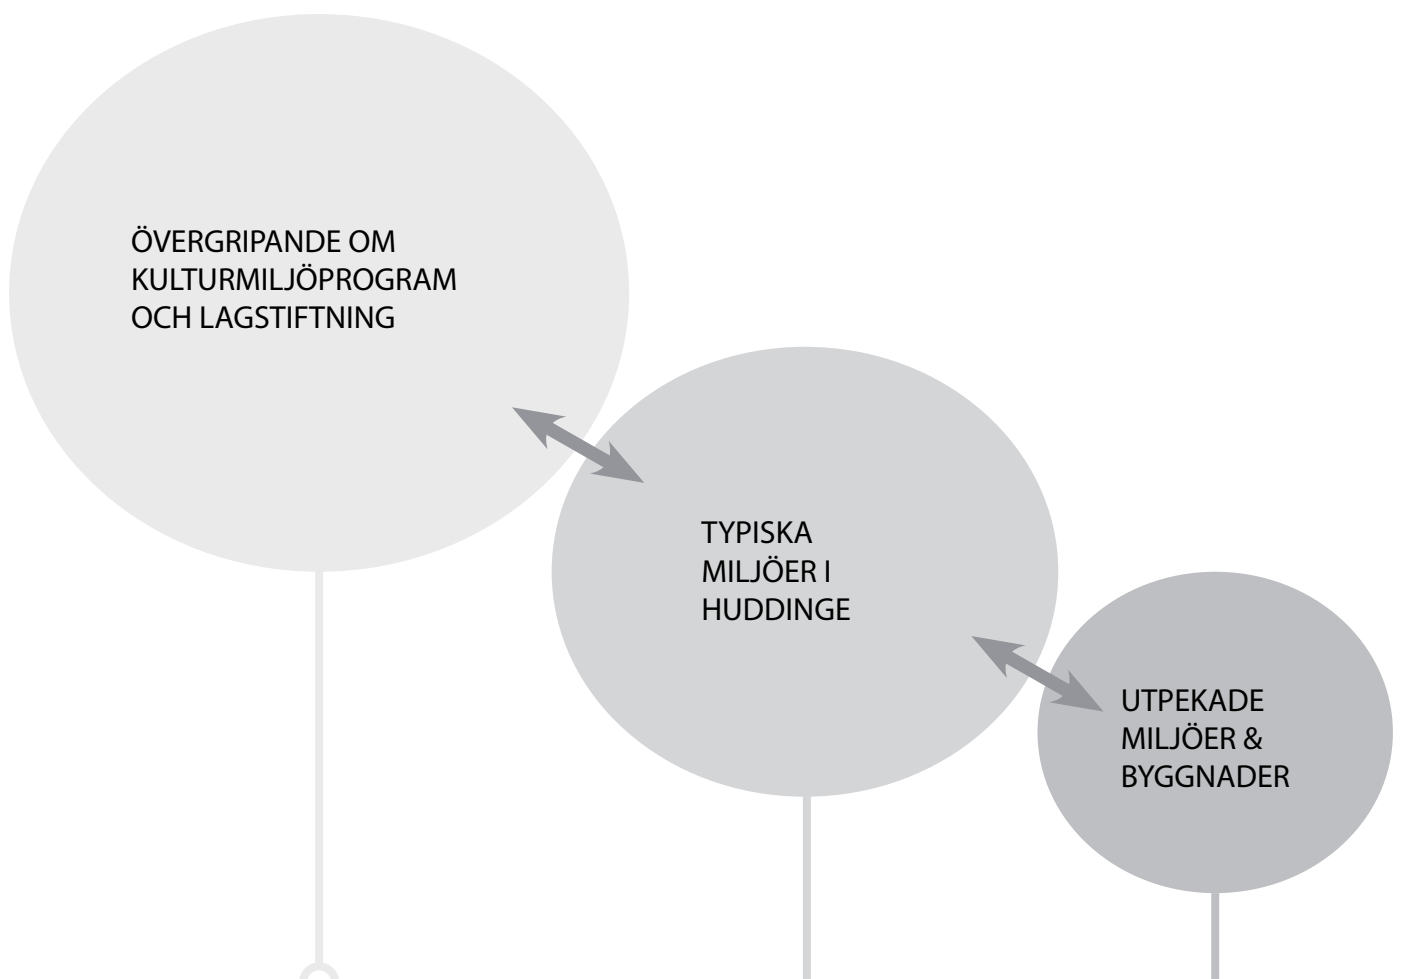 ÖVERGRIPANDE OM
KULTURMILJÖPROGRAM
OCH LAGSTIFTNING
TYPISKA
MILJÖER I
HUDDINGE
UTPEKADE
MILJÖER &
BYGGNADER